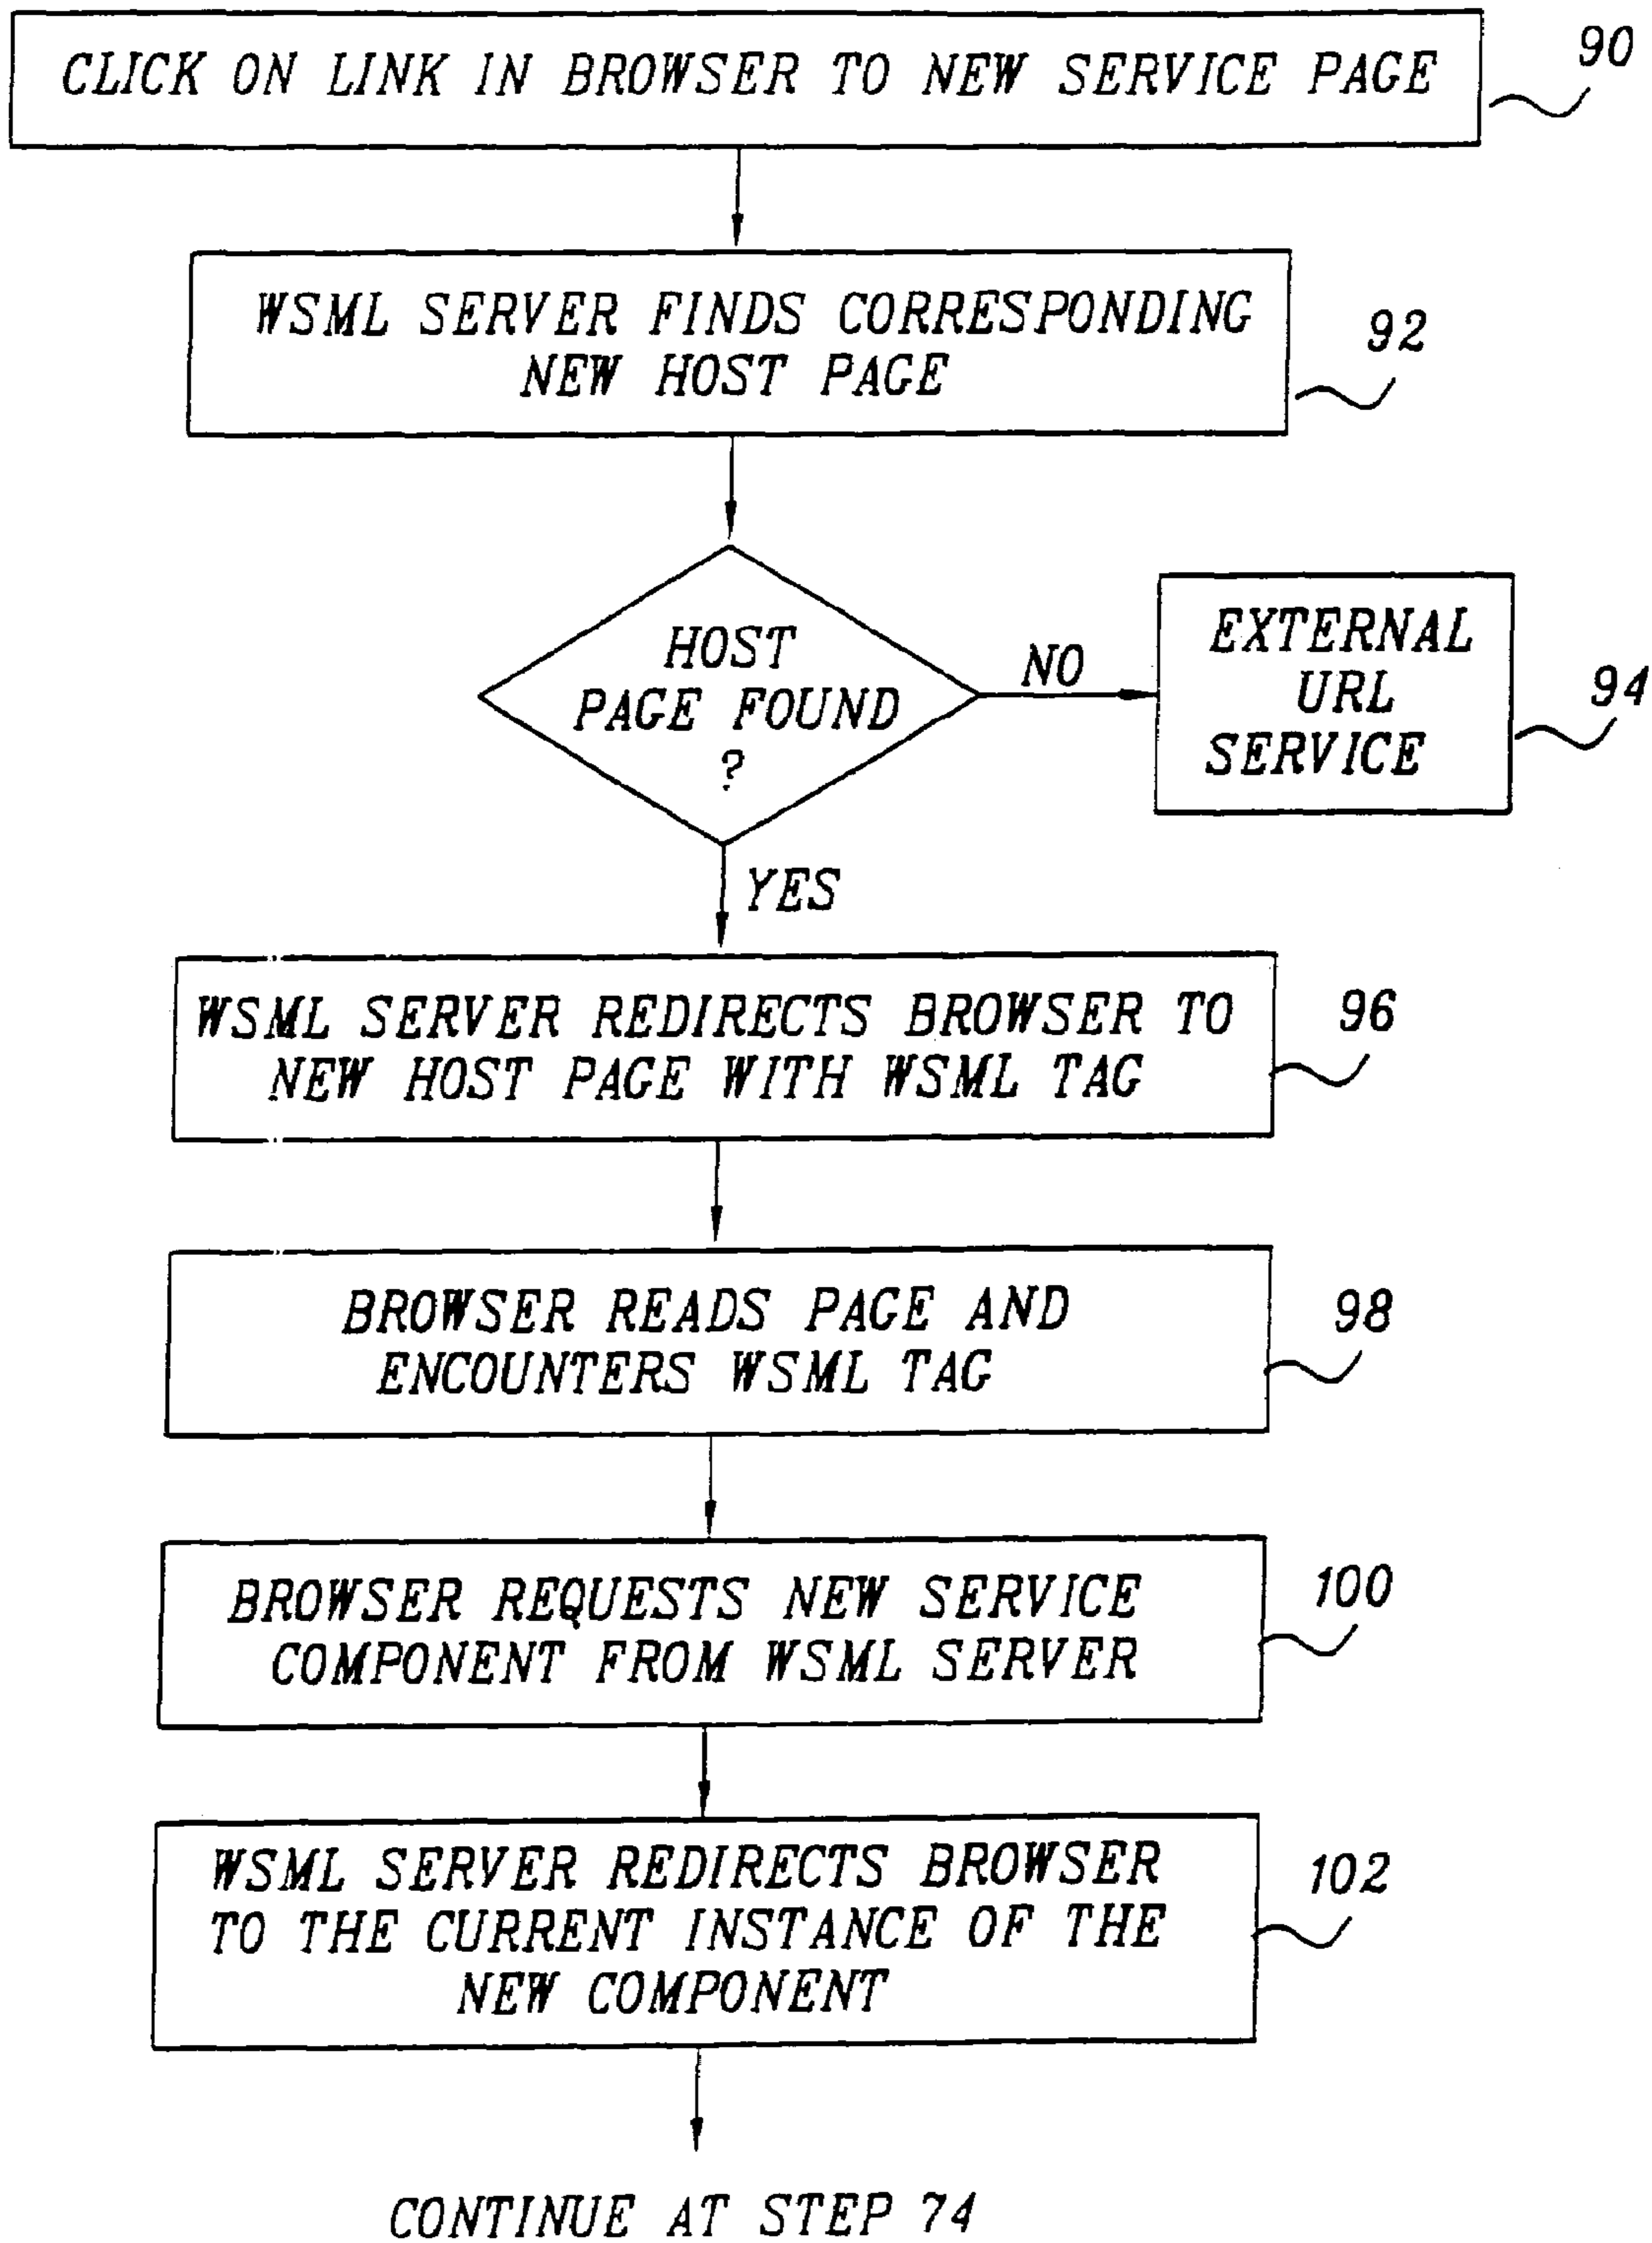 CLICK ON LINK IN BROWSER TO NEW SERVICE PAGE
90
WSML SERVER FINDS CORRESPONDING
NEW HOST PAGE
92
HOST
PAGE FOUND
?
NO
EXTERNAL
URL
SERVICE
94
YES
WSML SERVER REDIRECTS BROWSER TO
NEW HOST PAGE WITH WSML TAG
96
BROWSER READS PAGE AND
ENCOUNTERS WSML TAG
98
BROWSER REQUESTS NEW SERVICE
COMPONENT FROM WSML SERVER
100
WSML SERVER REDIRECTS BROWSER
TO THE CURRENT INSTANCE OF THE
NEW COMPONENT
102
CONTINUE AT STEP 74